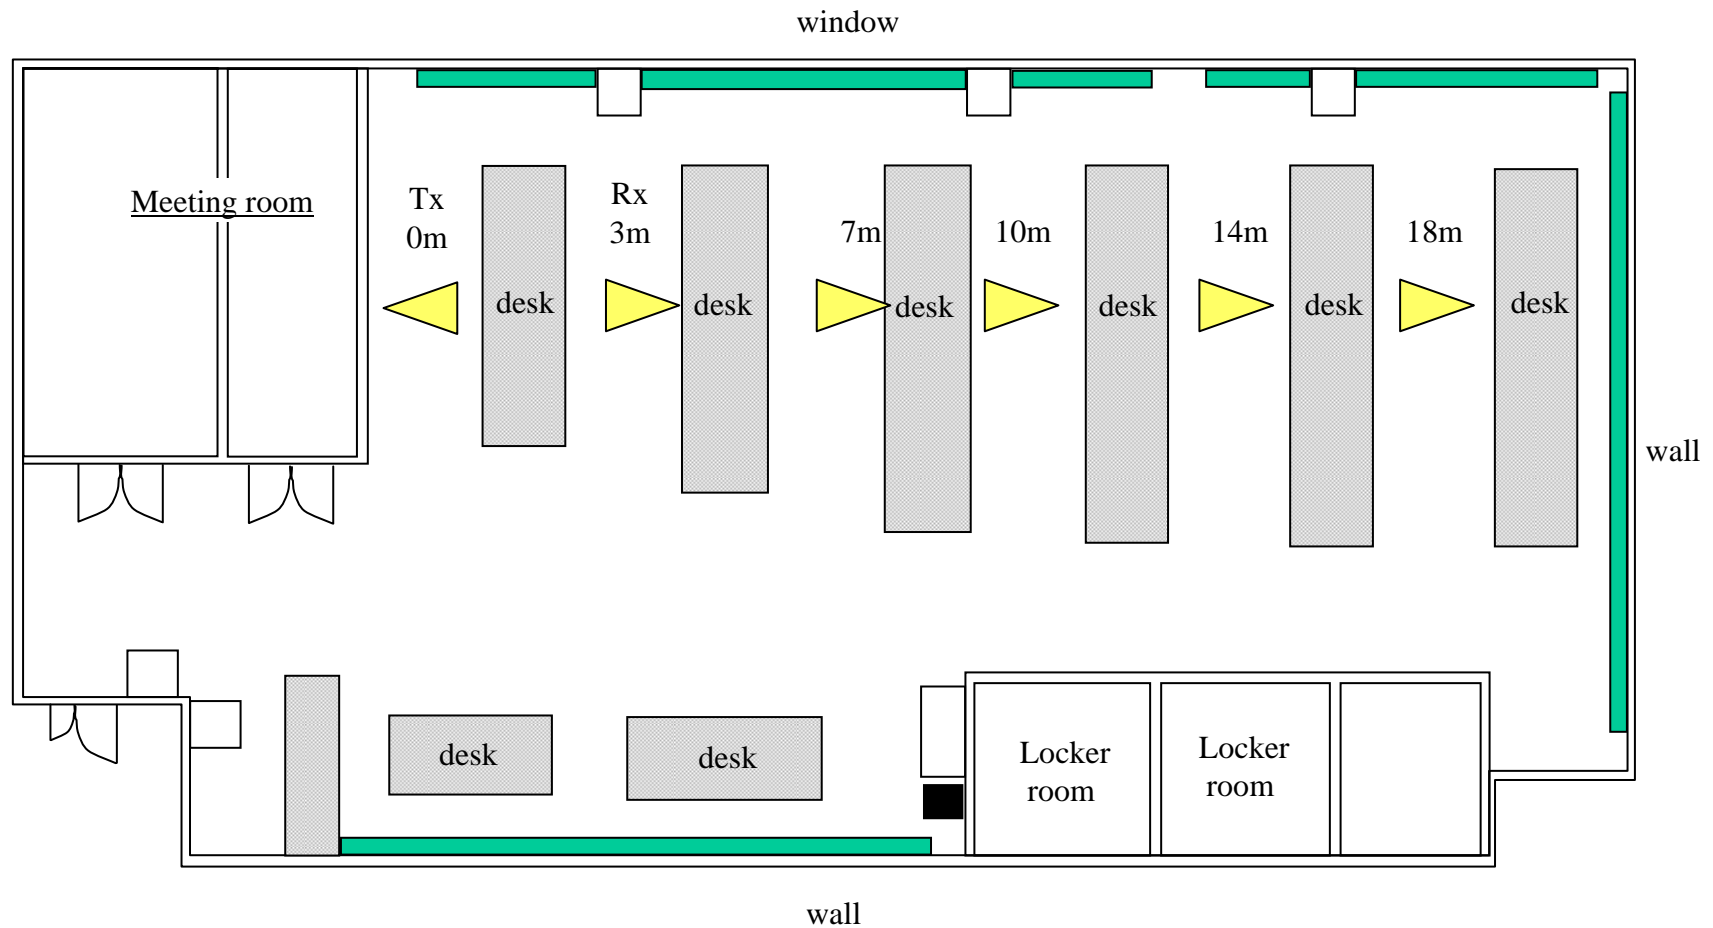 window
Meeting room
Tx
0m
Rx
3m
7m
10m
14m
18m
desk
desk
desk
desk
desk
desk
wall
desk
desk
Locker
room
Locker
room
wall